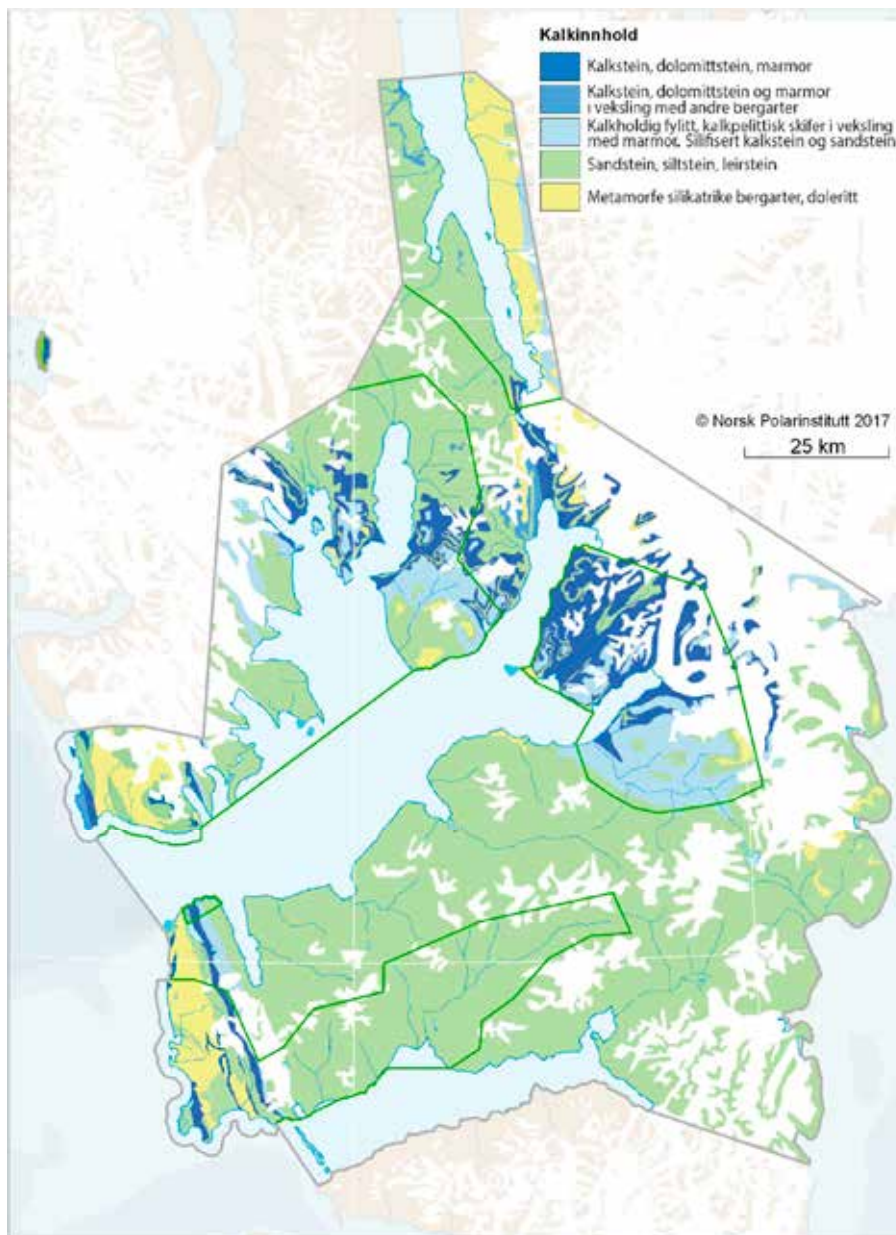 Kalkinnhold
Kalkstein, dolomittstein, marmor
Kalkstein, dolomittstein og marmor
i veksling med andre bergarter
Kalkholdig fylitt, kalkpelittisk skifer i veksling
med marmor. Silifisert kalkstein og sandstein
Sandstein, siltstein, leirstein
Metamorfe silikatrike bergarter, doleritt
© Norsk Polarinstitutt 2017
25 km